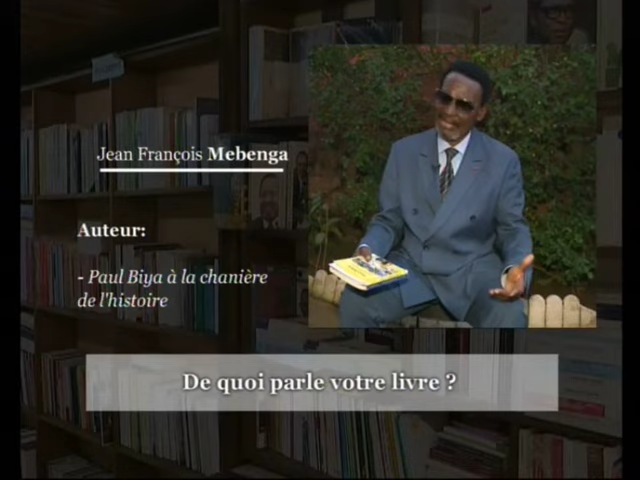 Jean François Mebenga
Auteur:
- Paul Biya à la chanière
de l'histoire
De quoi parle votre livre ?